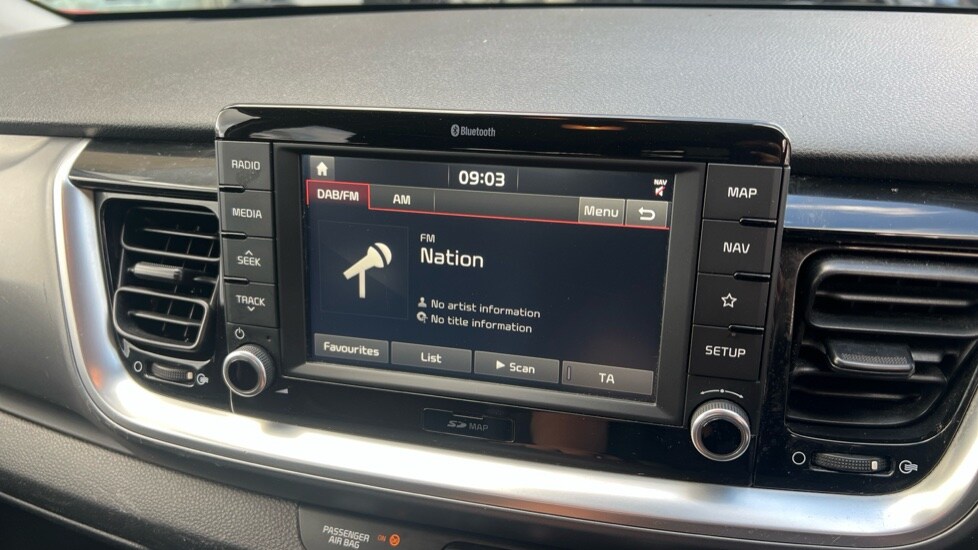 Bluetooth
RADIO
MEDIA
SEEK
TRACK
09:03
NAV
DAB/FM
AM
Menu
FM
Nation
No artist information
No title information
Favourites
List
Scan
TA
MAP
NAV
SETUP
SD MAP
PASSENGER
AIR BAG
ON